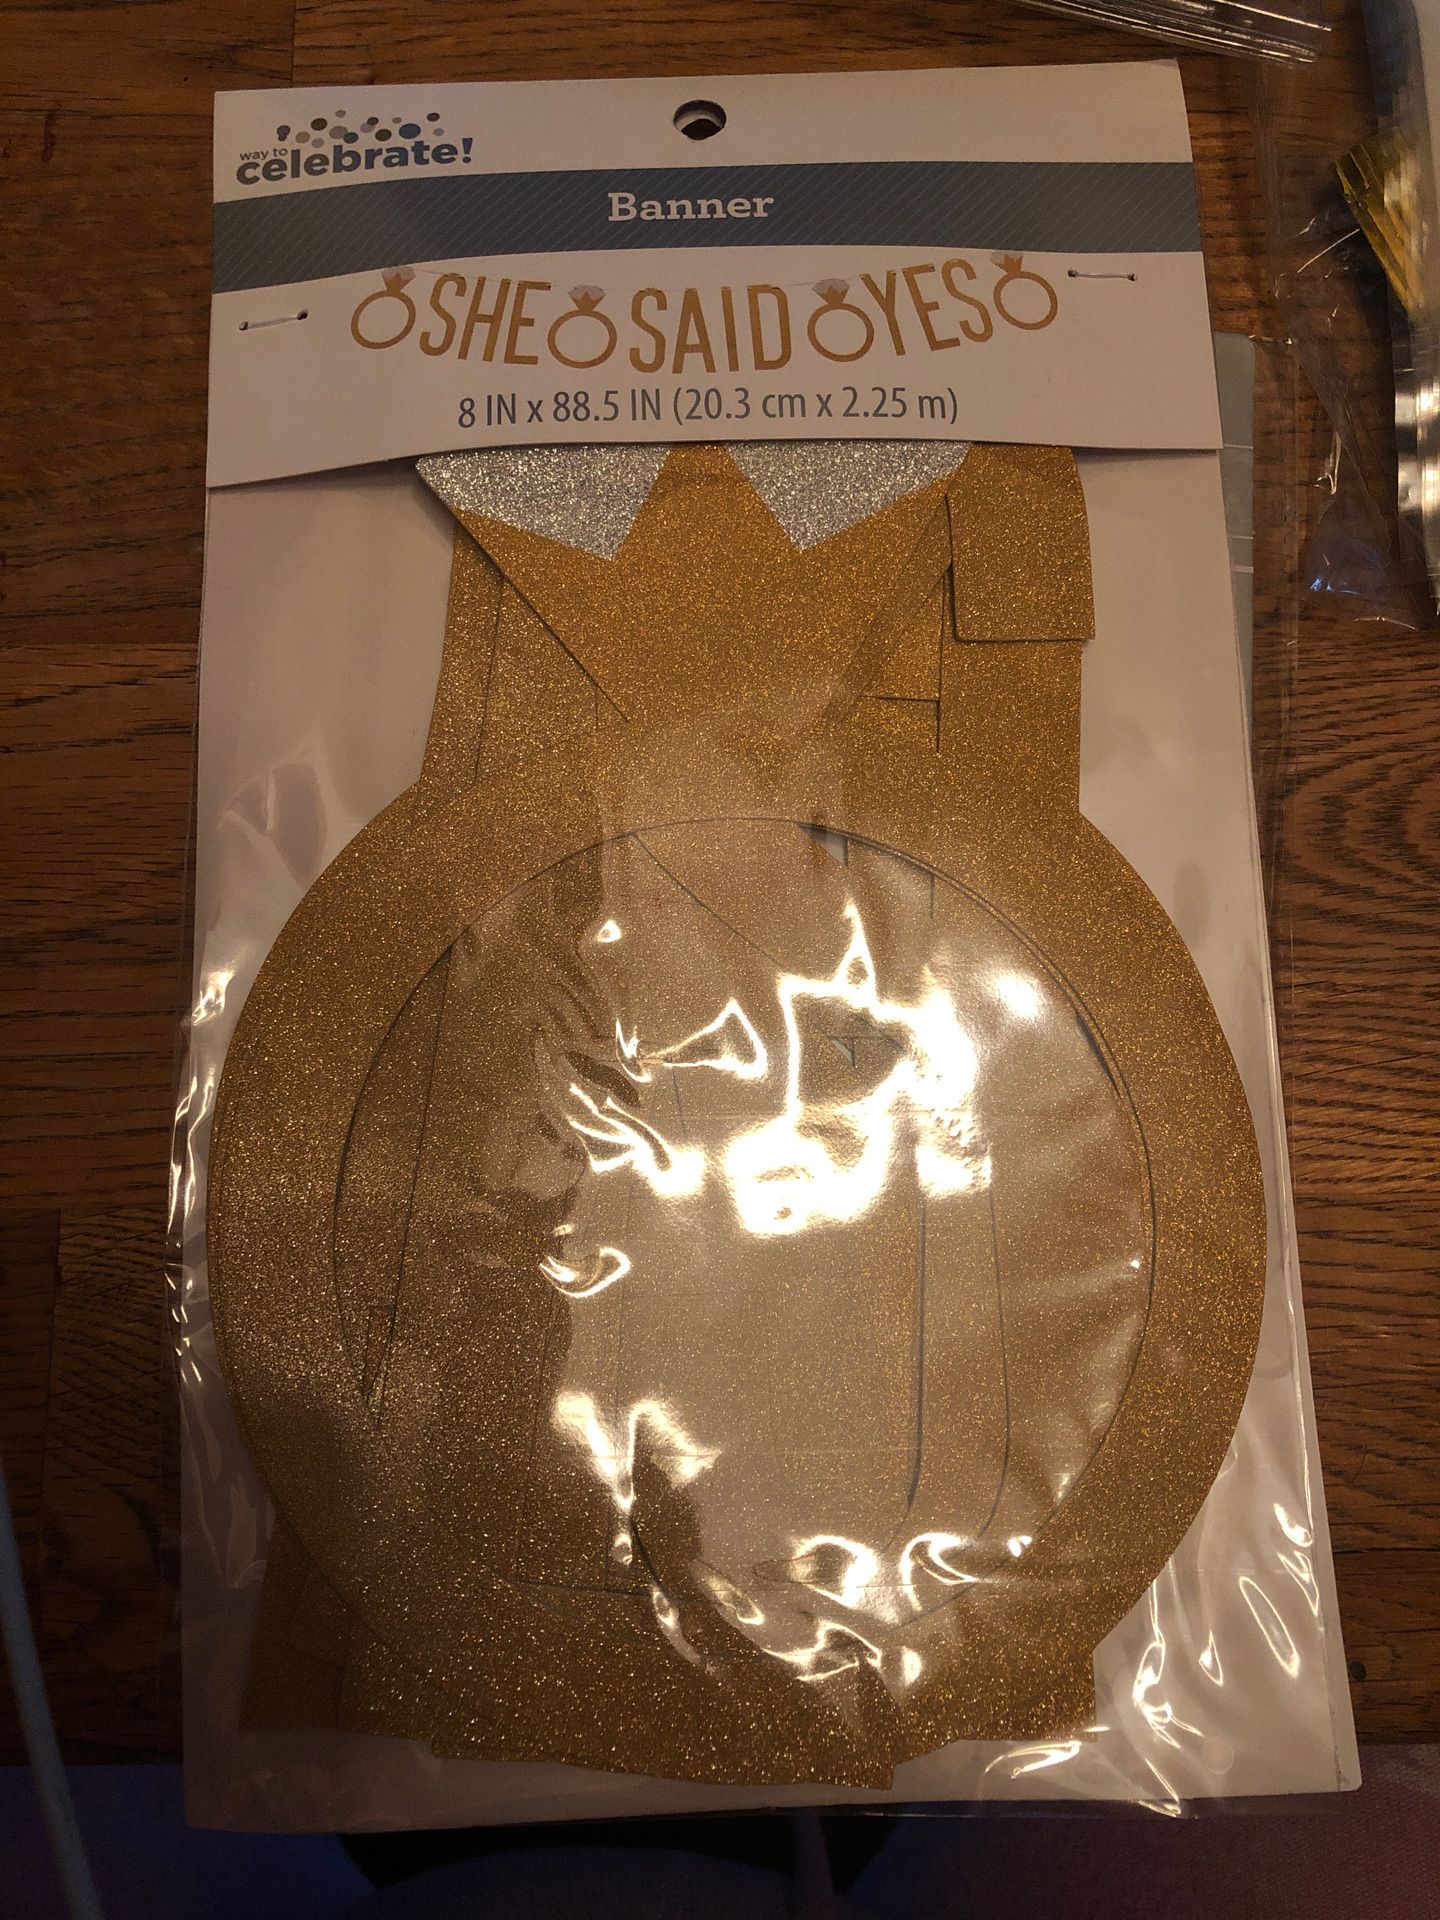 way to
celebrate!
Banner
SHE SAID YES
8 IN x 88.5 IN (20.3 cm x 2.25 m)